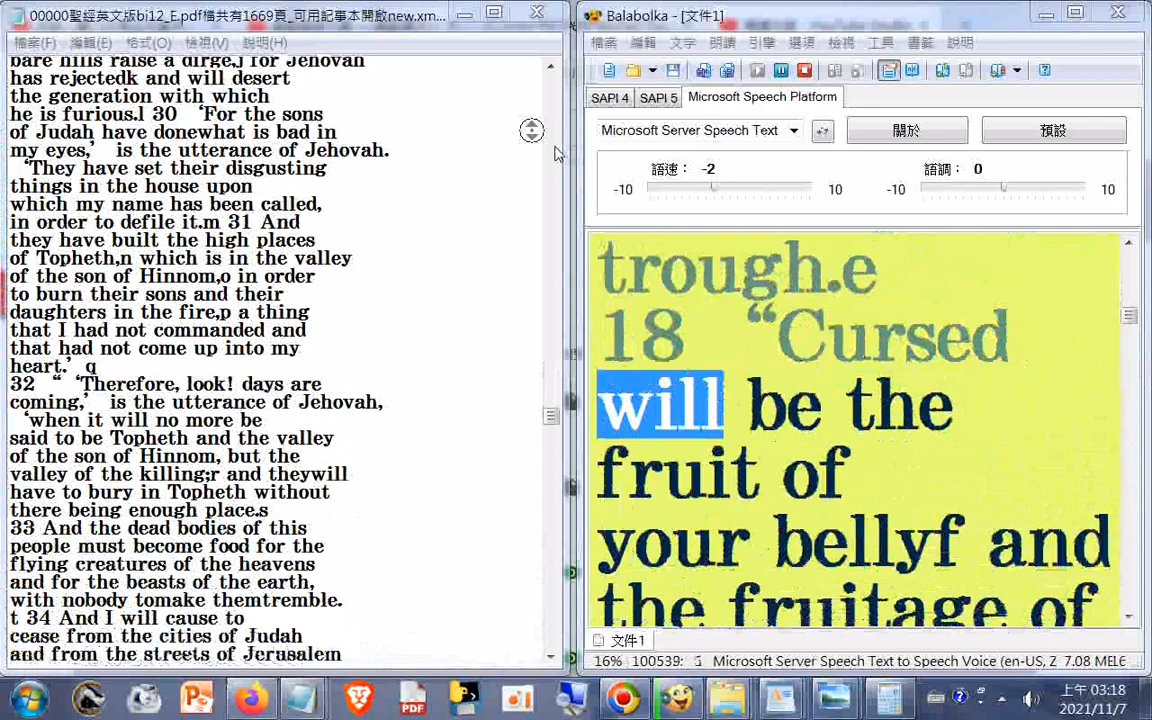 00000聖經英文版bi12_E.pdf檔共有1669頁_可用記事本開啟new.xm...
檔案(F) 編輯(E) 格式(O) 檢視(V) 說明(H)
bare hills raise a dirge,j for Jehovah
has rejectedk and will desert
the generation with which
he is furious.l 30 ‘For the sons
of Judah have donewhat is bad in
my eyes,’ is the utterance of Jehovah.
‘They have set their disgusting
things in the house upon
which my name has been called,
in order to defile it.m 31 And
they have built the high places
of Topheth,n which is in the valley
of the son of Hinnom,o in order
to burn their sons and their
daughters in the fire,p a thing
that I had not commanded and
that had not come up into my
heart.’ q
32 “ ‘Therefore, look! days are
coming,’ is the utterance of Jehovah,
‘when it will no more be
said to be Topheth and the valley
of the son of Hinnom, but the
valley of the killing;r and theywill
have to bury in Topheth without
there being enough place.s
33 And the dead bodies of this
people must become food for the
flying creatures of the heavens
and for the beasts of the earth,
with nobody tomake themtremble.
t 34 And I will cause to
cease from the cities of Judah
and from the streets of Jerusalem
Balabolka - [文件1]
檔案 編輯 文字 朗讀 引擎 選項 檢視 工具 書籤 說明
SAPI 4 SAPI 5 Microsoft Speech Platform
Microsoft Server Speech Text 關於 預設
語速: -2 語調: 0
-10 10 -10 10
trough.e
18 “Cursed
will be the
fruit of
your bellyf and
the fruitage of
文件1
16% 100539: Microsoft Server Speech Text to Speech Voice (en-US, Z 7.08 МБ
PDF
上午 03:18
2021/11/7